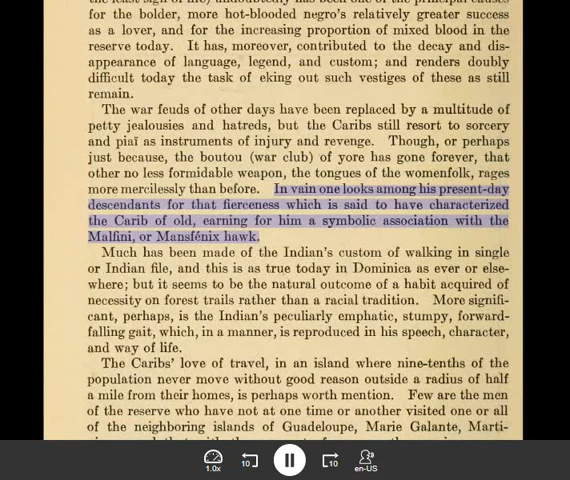 for the bolder, more hot-blooded negro's relatively greater success
as a lover, and for the increasing proportion of mixed blood in the
reserve today. It has, moreover, contributed to the decay and dis-
appearance of language, legend, and custom; and renders doubly
difficult today the task of eking out such vestiges of these as still
remain.
The war feuds of other days have been replaced by a multitude of
petty jealousies and hatreds, but the Caribs still resort to sorcery
and piaï as instruments of injury and revenge. Though, or perhaps
just because, the boutou (war club) of yore has gone forever, that
other no less formidable weapon, the tongues of the womenfolk, rages
more mercilessly than before. In vain one looks among his present-day
descendants for that fierceness which is said to have characterized
the Carib of old, earning for him a symbolic association with the
Malfini, or Mansfénix hawk.
Much has been made of the Indian's custom of walking in single
or Indian file, and this is as true today in Dominica as ever or else-
where; but it seems to be the natural outcome of a habit acquired of
necessity on forest trails rather than a racial tradition. More signifi-
cant, perhaps, is the Indian's peculiarly emphatic, stumpy, forward-
falling gait, which, in a manner, is reproduced in his speech, character,
and way of life.
The Caribs' love of travel, in an island where nine-tenths of the
population never move without good reason outside a radius of half
a mile from their homes, is perhaps worth mention. Few are the men
of the reserve who have not at one time or another visited one or all
of the neighboring islands of Guadeloupe, Marie Galante, Marti-
1.0x
10
10
en-US